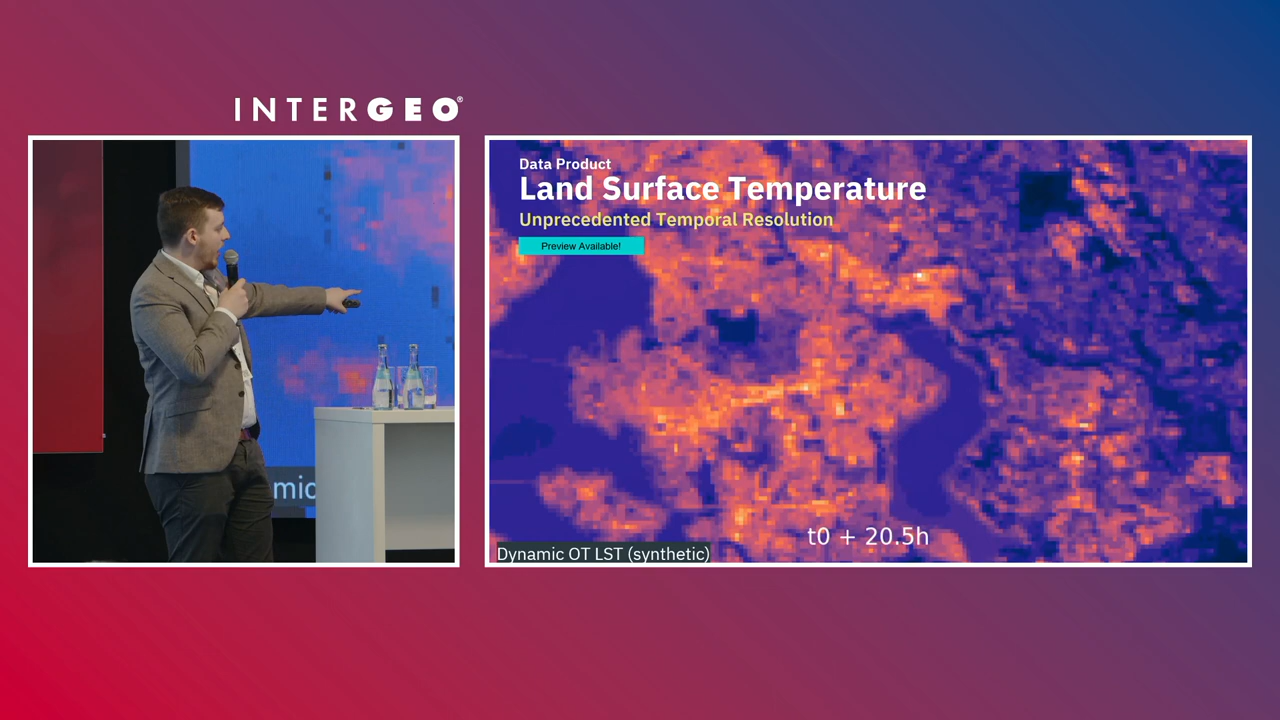 INTERGEO®
Data Product
Land Surface Temperature
Unprecedented Temporal Resolution
Preview Available!
t0 + 20.5h
Dynamic OT LST (synthetic)
mic